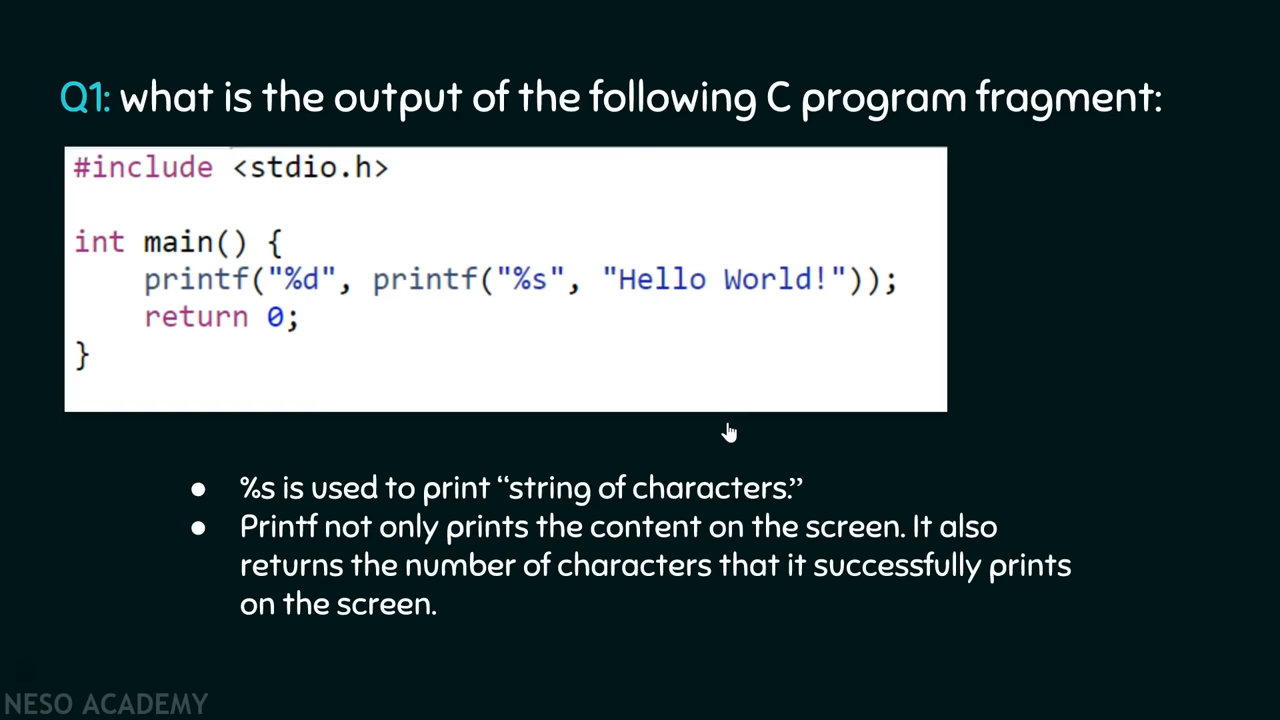 Q1: what is the output of the following C program fragment:
#include <stdio.h>
int main() {
printf("%d", printf("%s", "Hello World!"));
return 0;
}
● %s is used to print “string of characters.”
● Printf not only prints the content on the screen. It also
returns the number of characters that it successfully prints
on the screen.
NESO ACADEMY